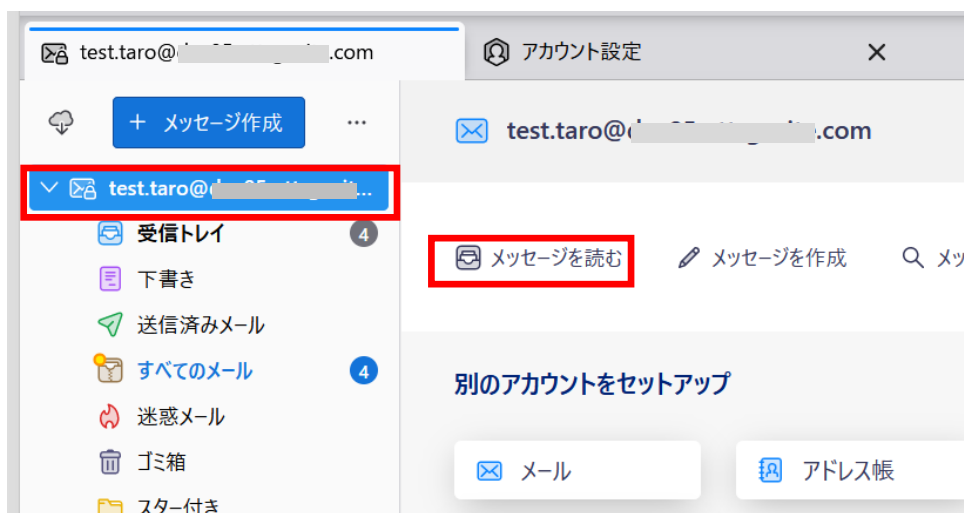 test.taro@ .com
アカウント設定
+ メッセージ作成
test.taro@ ...
受信トレイ 4
下書き
送信済みメール
すべてのメール 4
迷惑メール
ゴミ箱
スター付き
test.taro@ .com
メッセージを読む
メッセージを作成
メッ
別のアカウントをセットアップ
メール
アドレス帳